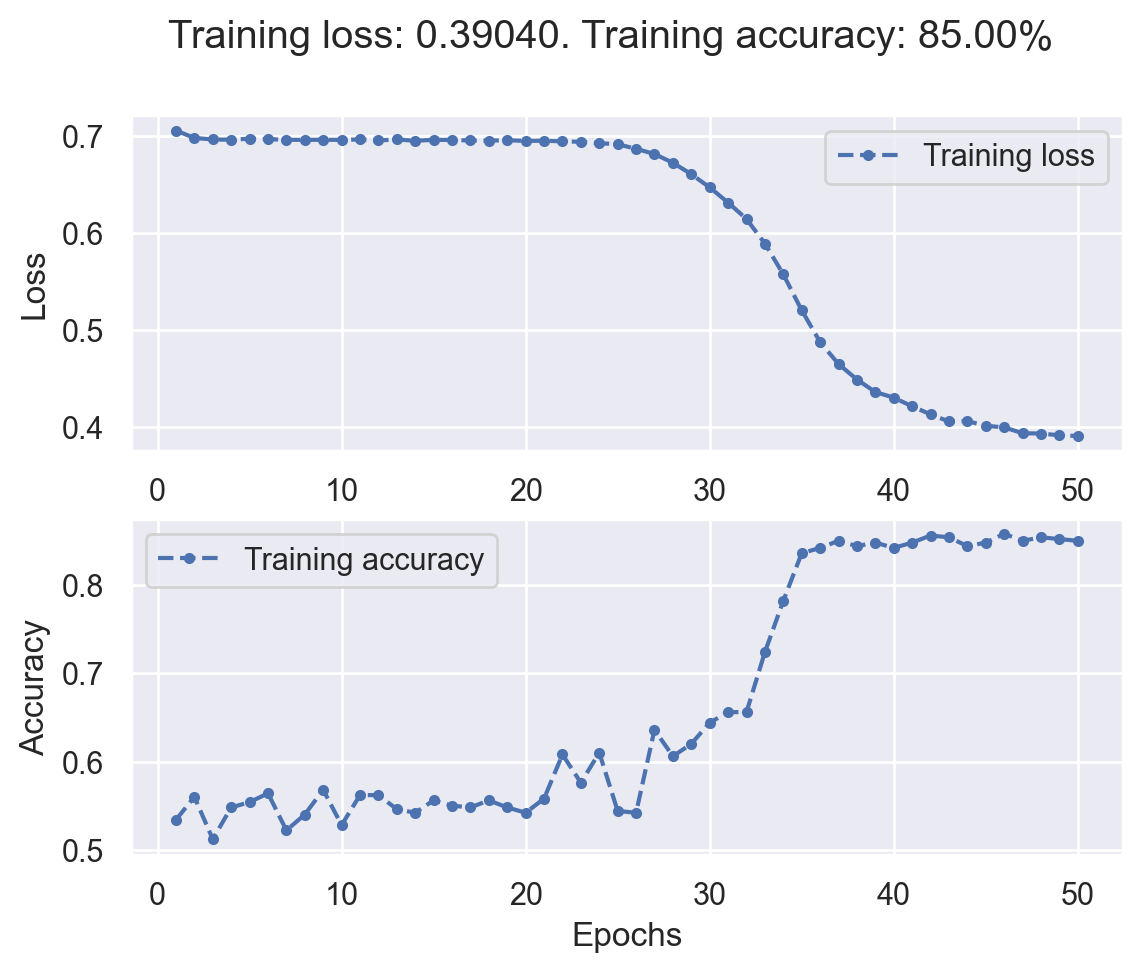 Training loss: 0.39040. Training accuracy: 85.00%
0.7
0.6
0.5
0.4
Loss
Training loss
0 10 20 30 40 50
0.8
0.7
0.6
0.5
Accuracy
Training accuracy
0 10 20 30 40 50
Epochs